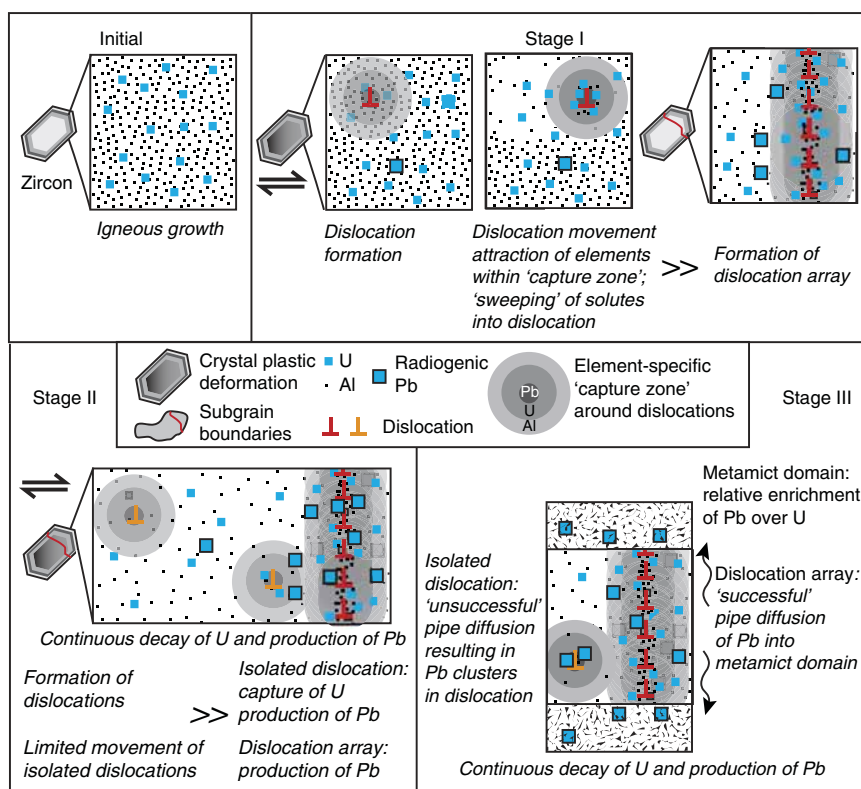 Initial
Zircon
Igneous growth
Stage I
Dislocation
formation
Dislocation movement
attraction of elements
within ‘capture zone’;
‘sweeping’ of solutes
into dislocation
>>
Formation of
dislocation array
Stage II
Crystal plastic
deformation
Subgrain
boundaries
U
Al
Radiogenic
Pb
Dislocation
Pb
U
Al
Element-specific
‘capture zone’
around dislocations
Stage III
Continuous decay of U and production of Pb
Formation of
dislocations
Limited movement of
isolated dislocations
>>
Isolated dislocation:
capture of U
production of Pb
Dislocation array:
production of Pb
Isolated
dislocation:
‘unsuccessful’
pipe diffusion
resulting in
Pb clusters
in dislocation
Metamict domain:
relative enrichment
of Pb over U
Dislocation array:
‘successful’
pipe diffusion
of Pb into
metamict domain
Continuous decay of U and production of Pb